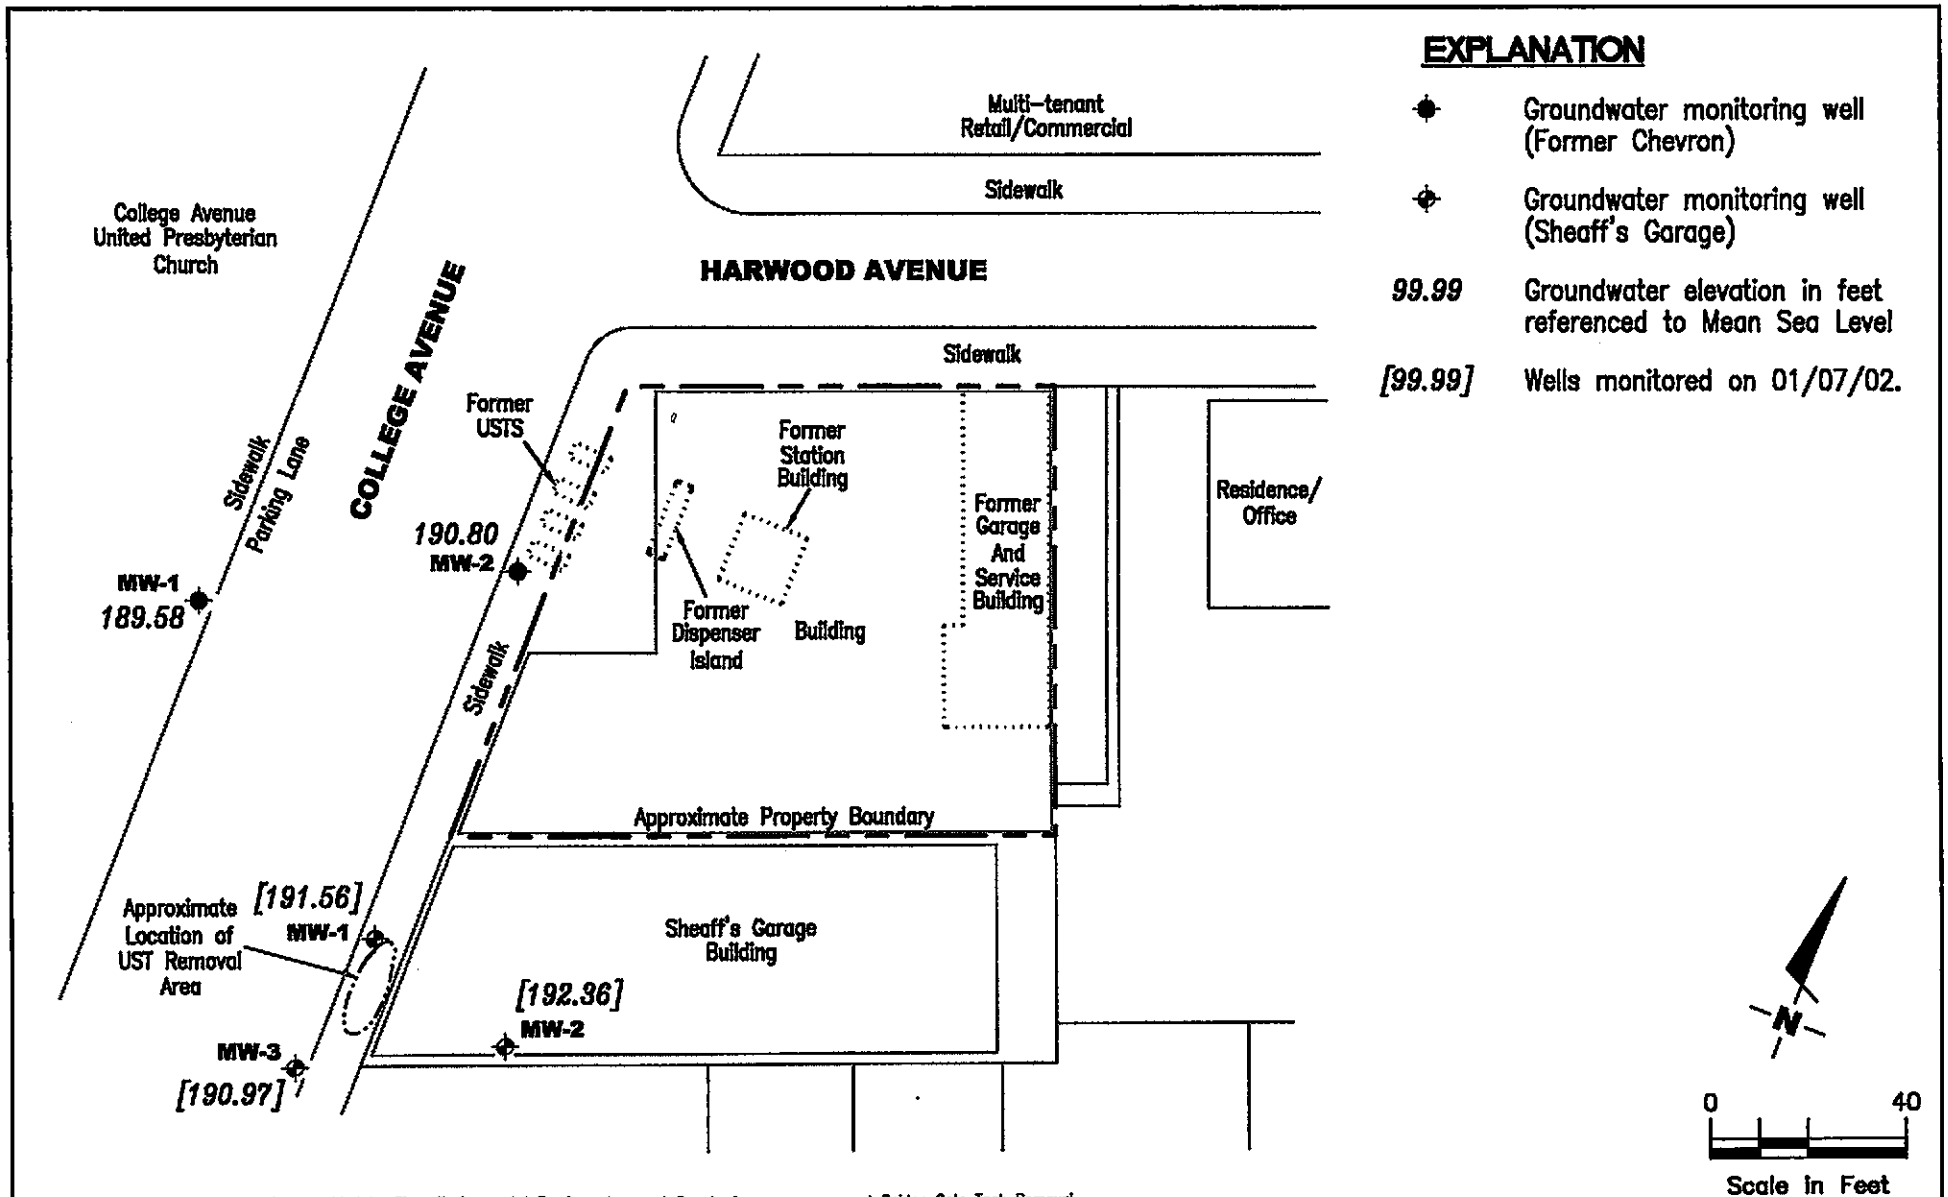 EXPLANATION
Groundwater monitoring well
(Former Chevron)
Groundwater monitoring well
(Sheaff's Garage)
99.99
Groundwater elevation in feet
referenced to Mean Sea Level
[99.99]
Wells monitored on 01/07/02.
Multi-tenant
Retail/Commercial
Sidewalk
College Avenue
United Presbyterian
Church
HARWOOD AVENUE
COLLEGE AVENUE
Sidewalk
Sidewalk
Parking Lane
Former
USTS
Former
Station
Building
Former
Garage
And
Service
Building
Residence/
Office
190.80
MW-2
MW-1
189.58
Former
Dispenser
Island
Building
Sidewalk
Approximate Property Boundary
[191.56]
MW-1
Approximate
Location of
UST Removal
Area
Sheaff's Garage
Building
[192.36]
MW-2
MW-3
[190.97]
N
0 40
Scale in Feet